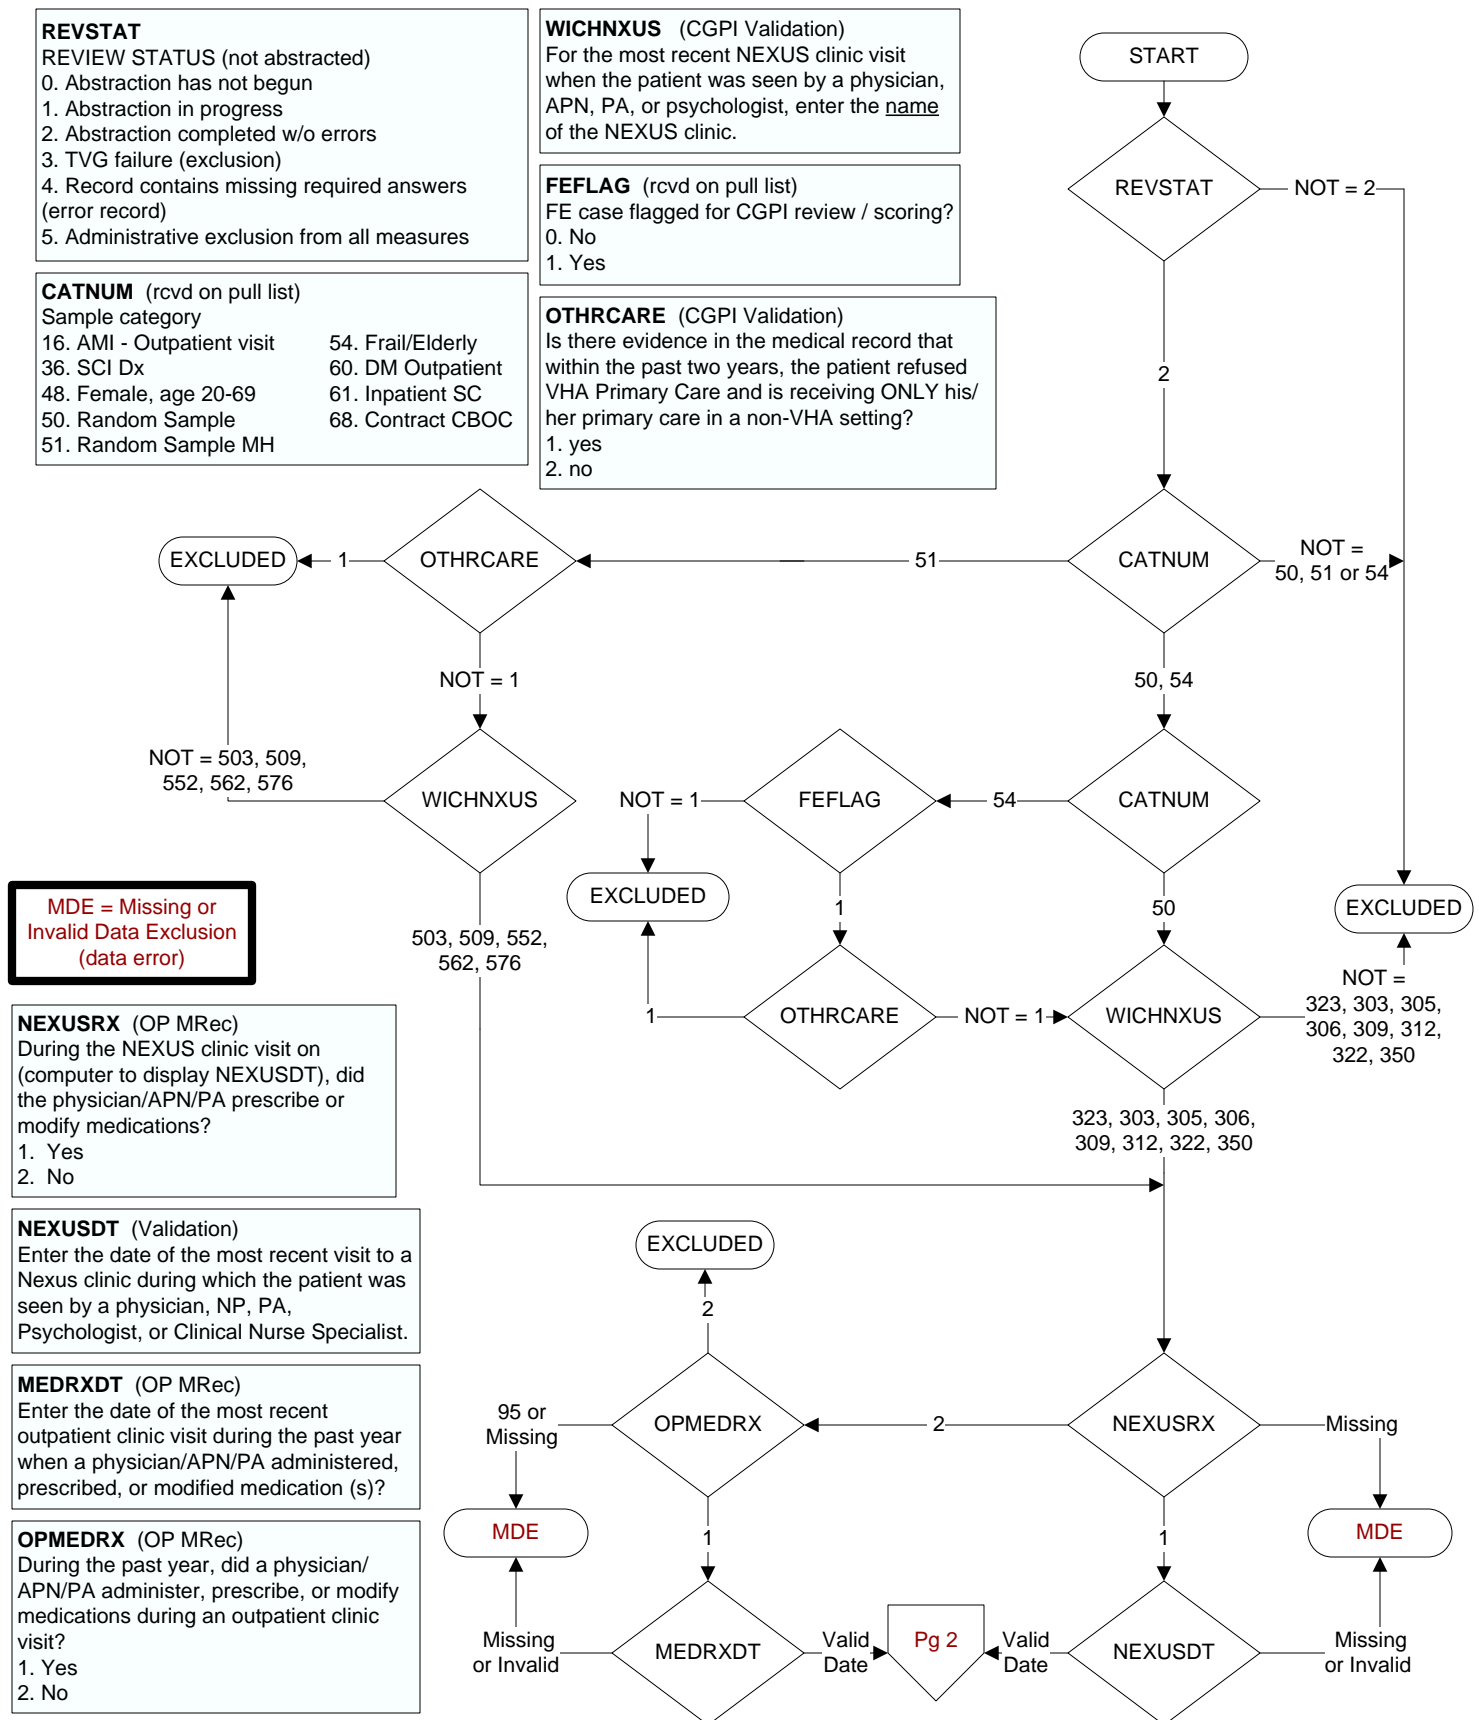 REVSTAT
REVIEW STATUS (not abstracted)
0. Abstraction has not begun
1. Abstraction in progress
2. Abstraction completed w/o errors
3. TVG failure (exclusion)
4. Record contains missing required answers
(error record)
5. Administrative exclusion from all measures
WICHNXUS (CGPI Validation)
For the most recent NEXUS clinic visit
when the patient was seen by a physician,
APN, PA, or psychologist, enter the name
of the NEXUS clinic.
FEFLAG (rcvd on pull list)
FE case flagged for CGPI review / scoring?
0. No
1. Yes
CATNUM (rcvd on pull list)
Sample category
16. AMI - Outpatient visit
36. SCI Dx
48. Female, age 20-69
50. Random Sample
51. Random Sample MH
54. Frail/Elderly
60. DM Outpatient
61. Inpatient SC
68. Contract CBOC
OTHRCARE (CGPI Validation)
Is there evidence in the medical record that
within the past two years, the patient refused
VHA Primary Care and is receiving ONLY his/
her primary care in a non-VHA setting?
1. yes
2. no
START
REVSTAT
NOT = 2
2
EXCLUDED
1
OTHRCARE
51
CATNUM
NOT =
50, 51 or 54
NOT = 1
50, 54
NOT = 503, 509,
552, 562, 576
WICHNXUS
NOT = 1
FEFLAG
54
CATNUM
EXCLUDED
1
50
EXCLUDED
503, 509, 552,
562, 576
1
OTHRCARE
NOT = 1
WICHNXUS
NOT =
323, 303, 305,
306, 309, 312,
322, 350
323, 303, 305, 306,
309, 312, 322, 350
MDE = Missing or
Invalid Data Exclusion
(data error)
NEXUSRX (OP MRec)
During the NEXUS clinic visit on
(computer to display NEXUSDT), did
the physician/APN/PA prescribe or
modify medications?
1. Yes
2. No
NEXUSDT (Validation)
Enter the date of the most recent visit to a
Nexus clinic during which the patient was
seen by a physician, NP, PA,
Psychologist, or Clinical Nurse Specialist.
MEDRXDT (OP MRec)
Enter the date of the most recent
outpatient clinic visit during the past year
when a physician/APN/PA administered,
prescribed, or modified medication (s)?
OPMEDRX (OP MRec)
During the past year, did a physician/
APN/PA administer, prescribe, or modify
medications during an outpatient clinic
visit?
1. Yes
2. No
EXCLUDED
2
95 or
Missing
OPMEDRX
2
NEXUSRX
Missing
MDE
1
1
MDE
Missing
or Invalid
MEDRXDT
Valid
Date
Pg 2
Valid
Date
NEXUSDT
Missing
or Invalid